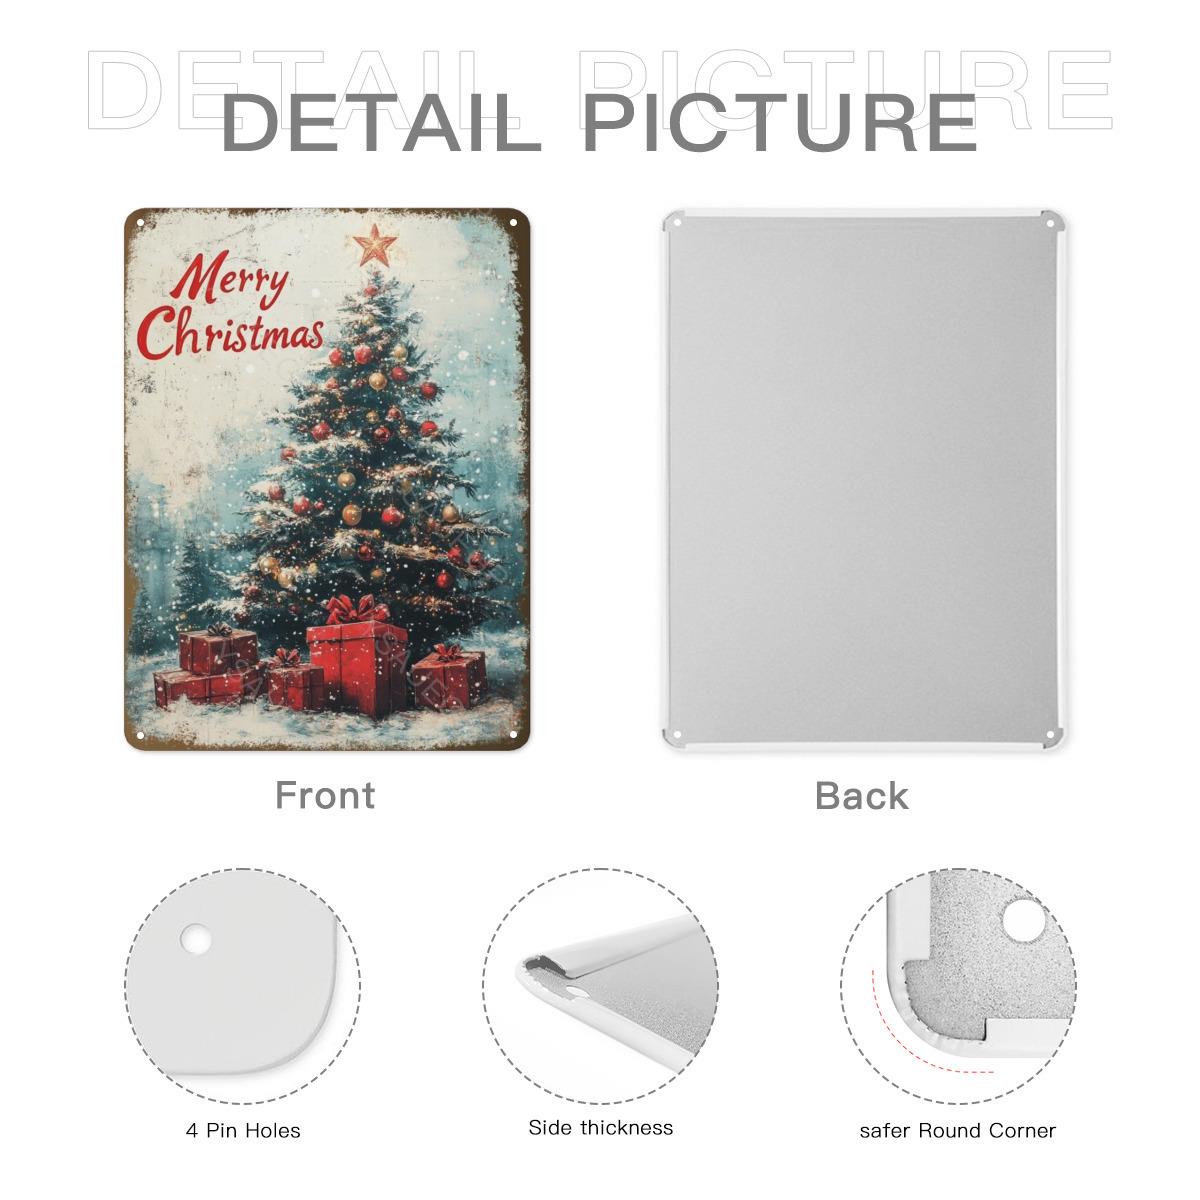 DETAIL PICTURE
DETAIL PICTURE
Merry
Christmas
Front
Back
4 Pin Holes
Side thickness
safer Round Corner